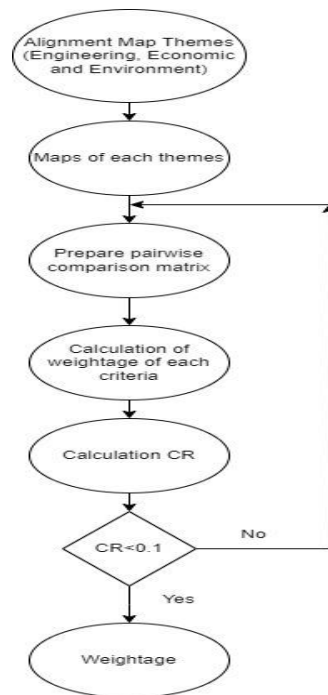 Alignment Map Themes
(Engineering, Economic
and Environment)
Maps of each themes
Prepare pairwise
comparison matrix
Calculation of
weightage of each
criteria
Calculation CR
CR<0.1
No
Yes
Weightage